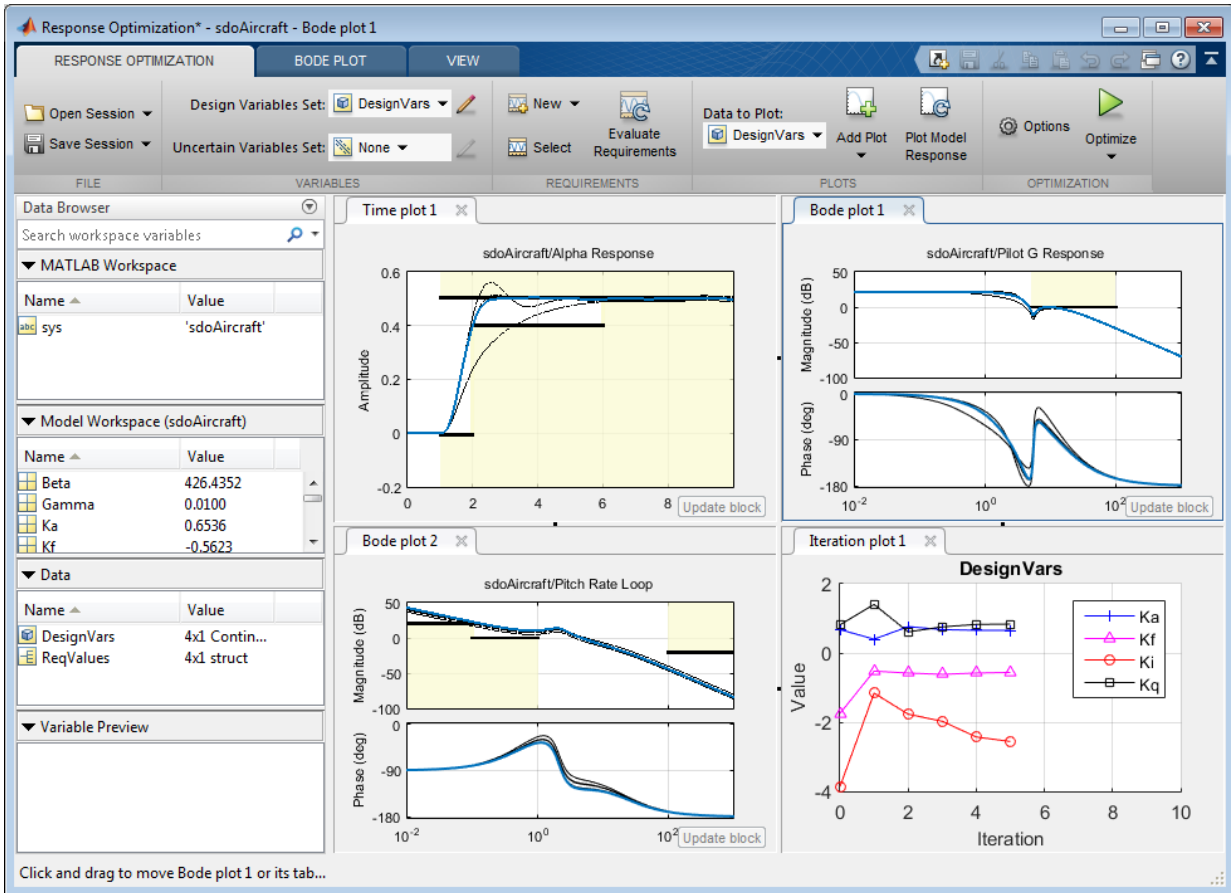 Response Optimization* - sdoAircraft - Bode plot 1
RESPONSE OPTIMIZATION
BODE PLOT
VIEW
Open Session
Save Session
FILE
Design Variables Set: DesignVars
Uncertain Variables Set: None
VARIABLES
New
Select
Evaluate
Requirements
REQUIREMENTS
Data to Plot:
DesignVars
Add Plot
Plot Model
Response
PLOTS
Options
Optimize
OPTIMIZATION
Data Browser
Search workspace variables
MATLAB Workspace
Name Value
abc sys 'sdoAircraft'
Model Workspace (sdoAircraft)
Name Value
Beta 426.4352
Gamma 0.0100
Ka 0.6536
Kf -0.5623
Data
Name Value
DesignVars 4x1 Contin...
ReqValues 4x1 struct
Variable Preview
Time plot 1
sdoAircraft/Alpha Response
Amplitude
0.6
0.4
0.2
0
-0.2
0 2 4 6 8
Update block
Bode plot 1
sdoAircraft/Pilot G Response
Magnitude (dB)
50
0
-50
-100
Phase (deg)
0
-90
-180
10-2 100 102
Update block
Bode plot 2
sdoAircraft/Pitch Rate Loop
Magnitude (dB)
50
0
-50
-100
Phase (deg)
0
-90
-180
10-2 100 102
Update block
Iteration plot 1
DesignVars
Value
2
0
-2
-4
0 2 4 6 8 10
Iteration
Ka
Kf
Ki
Kq
Click and drag to move Bode plot 1 or its tab...